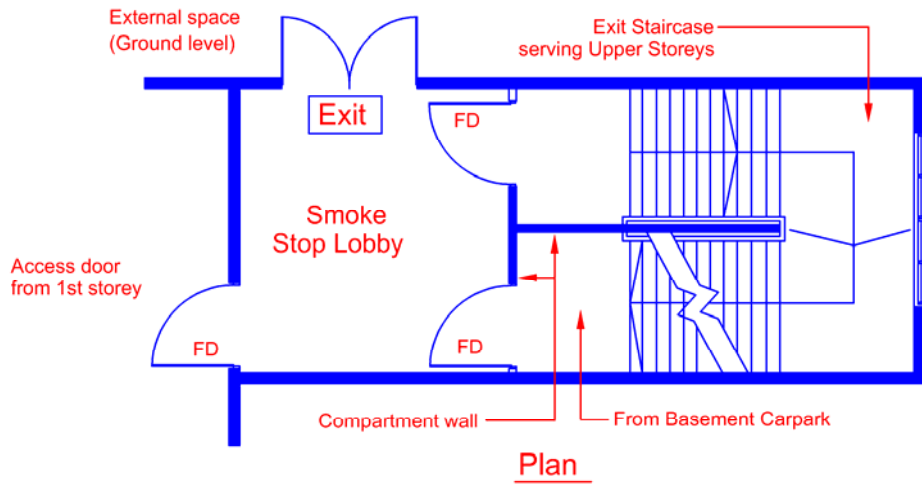 External space
(Ground level)
Exit Staircase
serving Upper Storeys
Exit
FD
Smoke
Stop Lobby
Access door
from 1st storey
FD
FD
Compartment wall
From Basement Carpark
Plan